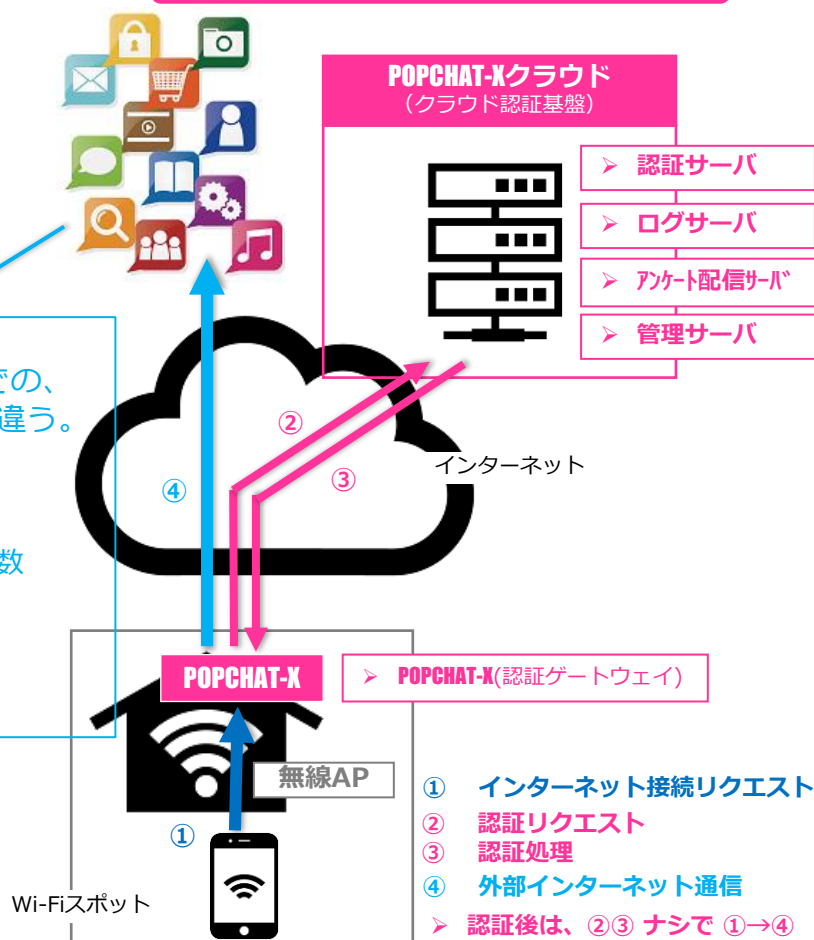 POPCHAT-Xクラウド
(クラウド認証基盤)
➢ 認証サーバ
➢ ログサーバ
➢ ｱﾝｹｰﾄ配信ｻｰﾊﾞ
➢ 管理サーバ
での、
違う。
数
②
③
④
インターネット
POPCHAT-X
➢ POPCHAT-X(認証ゲートウェイ)
無線AP
①
Wi-Fiスポット
① インターネット接続リクエスト
② 認証リクエスト
③ 認証処理
④ 外部インターネット通信
➢ 認証後は、②③ ナシで ①→④